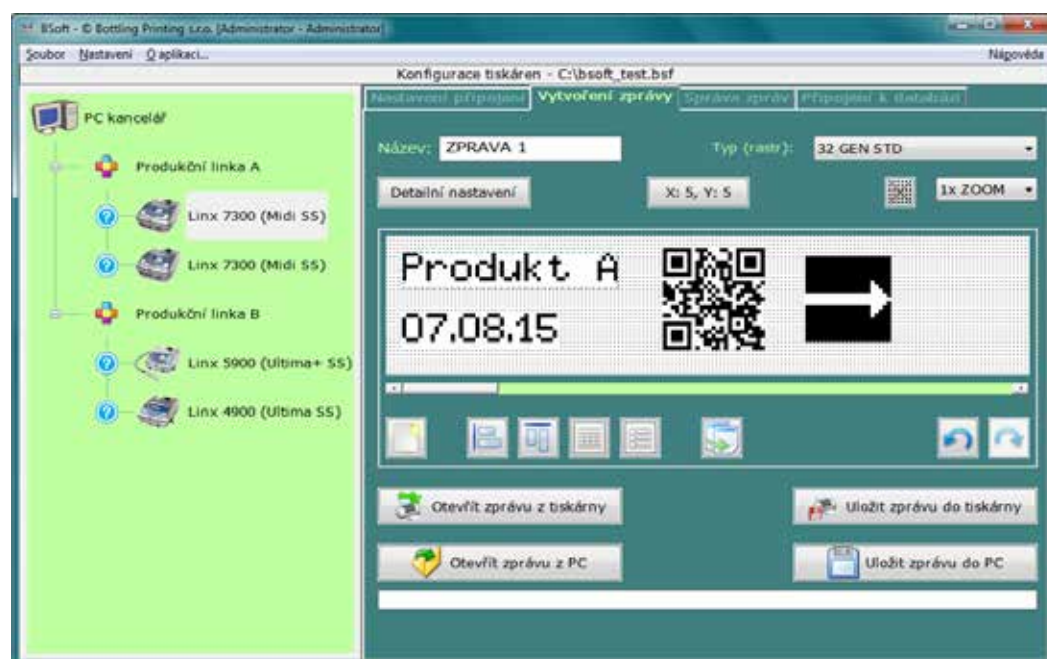 BSoft - © Bottling Printing s.r.o. [Administrator - Administrator]
Soubor Nastavení O aplikaci... Nápověda
Konfigurace tiskáren - C:\bsoft_test.bsf
Nastavení připojení Vytvoření zprávy Správa zpráv Připojení k databázi
PC kancelář
Název: ZPRAVA 1 Typ (rastr): 32 GEN STD
Produkční linka A
Detailní nastavení X: 5, Y: 5 1x ZOOM
Linx 7300 (Midi SS)
Linx 7300 (Midi SS)
Produkt A
Produkční linka B
07.08.15
Linx 5900 (Ultima+ SS)
Linx 4900 (Ultima SS)
Otevřít zprávu z tiskárny Uložit zprávu do tiskárny
Otevřít zprávu z PC Uložit zprávu do PC